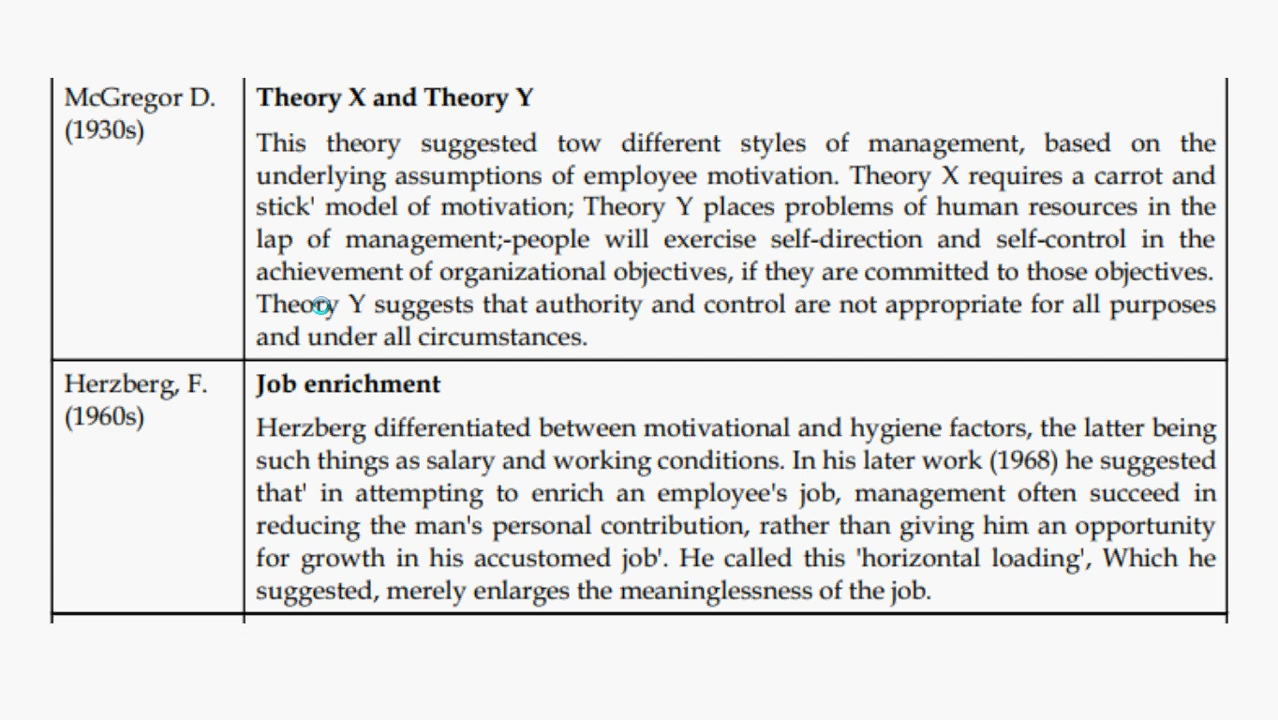 McGregor D.
(1930s)
Theory X and Theory Y
This theory suggested tow different styles of management, based on the
underlying assumptions of employee motivation. Theory X requires a carrot and
stick' model of motivation; Theory Y places problems of human resources in the
lap of management;-people will exercise self-direction and self-control in the
achievement of organizational objectives, if they are committed to those objectives.
Theory Y suggests that authority and control are not appropriate for all purposes
and under all circumstances.
Herzberg, F.
(1960s)
Job enrichment
Herzberg differentiated between motivational and hygiene factors, the latter being
such things as salary and working conditions. In his later work (1968) he suggested
that' in attempting to enrich an employee's job, management often succeed in
reducing the man's personal contribution, rather than giving him an opportunity
for growth in his accustomed job'. He called this 'horizontal loading', Which he
suggested, merely enlarges the meaninglessness of the job.